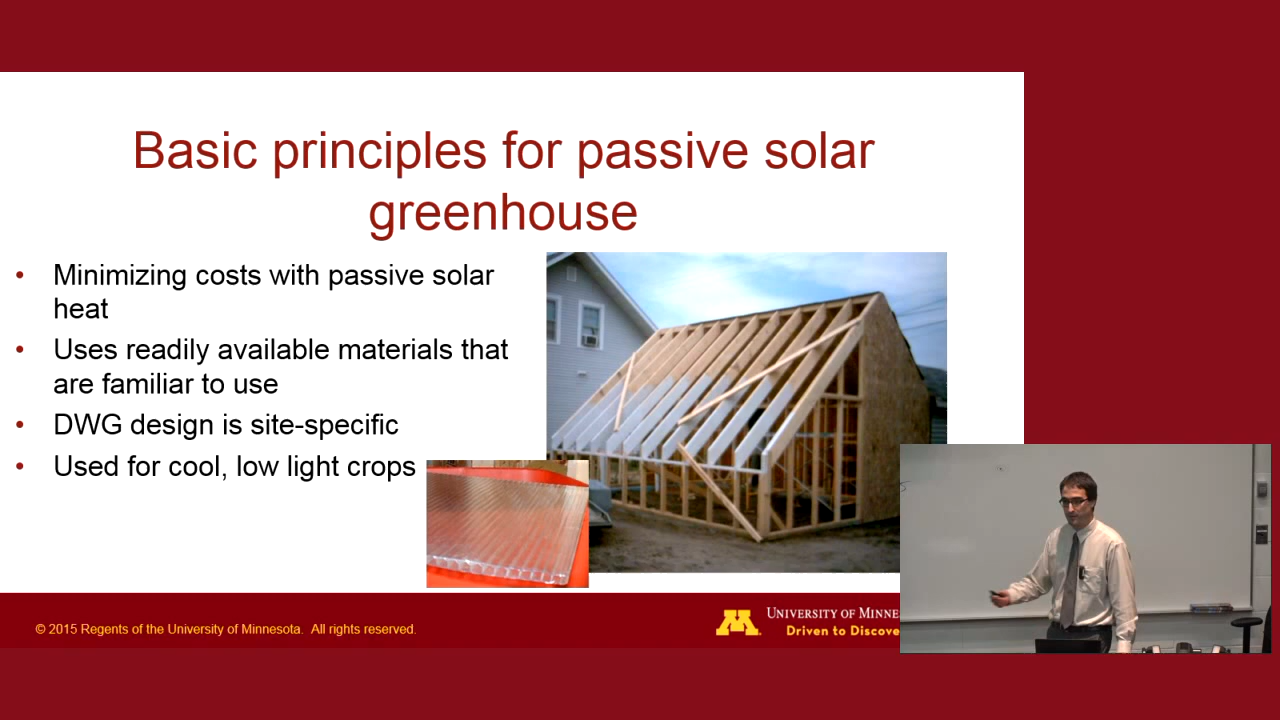 Basic principles for passive solar
greenhouse
• Minimizing costs with passive solar
heat
• Uses readily available materials that
are familiar to use
• DWG design is site-specific
• Used for cool, low light crops
© 2015 Regents of the University of Minnesota. All rights reserved.
UNIVERSITY OF MINNE
Driven to Discove